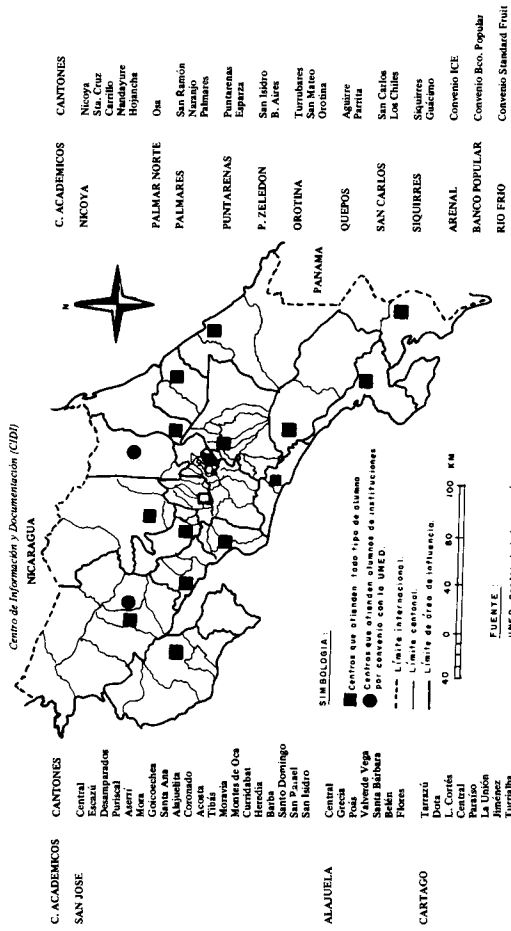 Centro de Información y Documentación (CIDI)
C. ACADEMICOS CANTONES
SAN JOSE Central
Escazú
Desamparados
Puriscal
Aserrí
Mora
Goicoechea
Santa Ana
Alajuelita
Coronado
Acosta
Tibás
Moravia
Montes de Oca
Curridabat
Heredia
Barba
Santo Domingo
San Rafael
San Isidro
ALAJUELA Central
Grecia
Poás
Valverde Vega
Santa Bárbara
Belén
Flores
CARTAGO Tarrazú
Dota
L. Cortés
Central
Paraíso
La Unión
Jiménez
Turrialba
NICARAGUA
N
PANAMA
SIMBOLOGIA:
Centros que atienden todo tipo de alumno
Centros que atienden alumnos de instituciones
por convenio con la UNED.
Límite internacional.
Límite cantonal.
Límite de área de influencia.
40 0 40 80 100 KM
FUENTE:
C. ACADEMICOS CANTONES
NICOYA Nicoya
Sta. Cruz
Carrillo
Nandayure
Hojancha
PALMAR NORTE Osa
PALMARES San Ramón
Naranjo
Palmares
PUNTARENAS Puntarenas
Esparza
P. ZELEDON San Isidro
B. Aires
OROTINA Turrubares
San Mateo
Orotina
QUEPOS Aguirre
Parrita
SAN CARLOS San Carlos
Los Chiles
SIQUIRRES Siquirres
Guácimo
ARENAL Convenio ICE
BANCO POPULAR Convenio Bco. Popular
RIO FRIO Convenio Standard Fruit